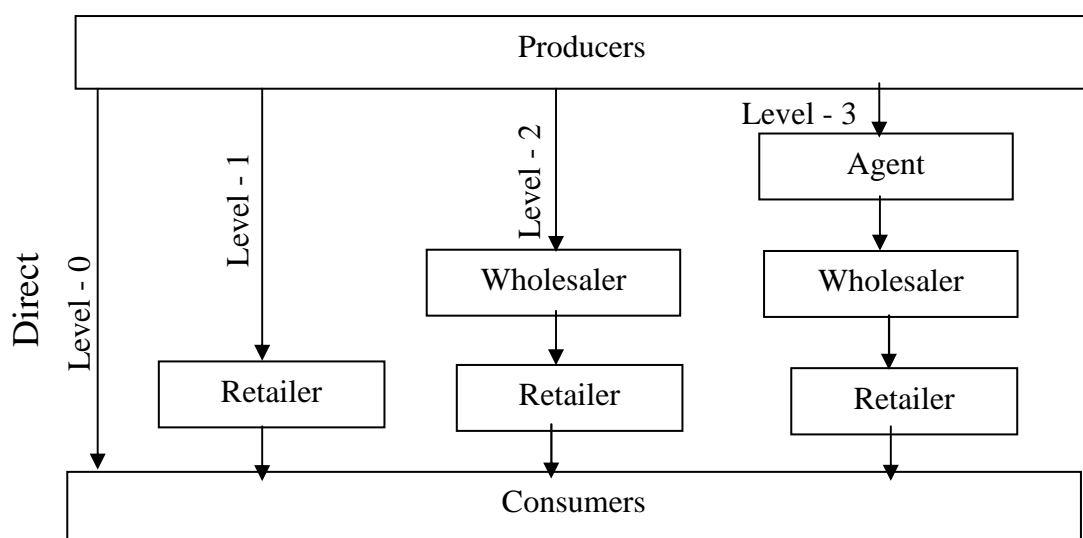 Producers
Direct
Level - 0
Level - 1
Level - 2
Level - 3
Agent
Wholesaler
Wholesaler
Retailer
Retailer
Retailer
Consumers